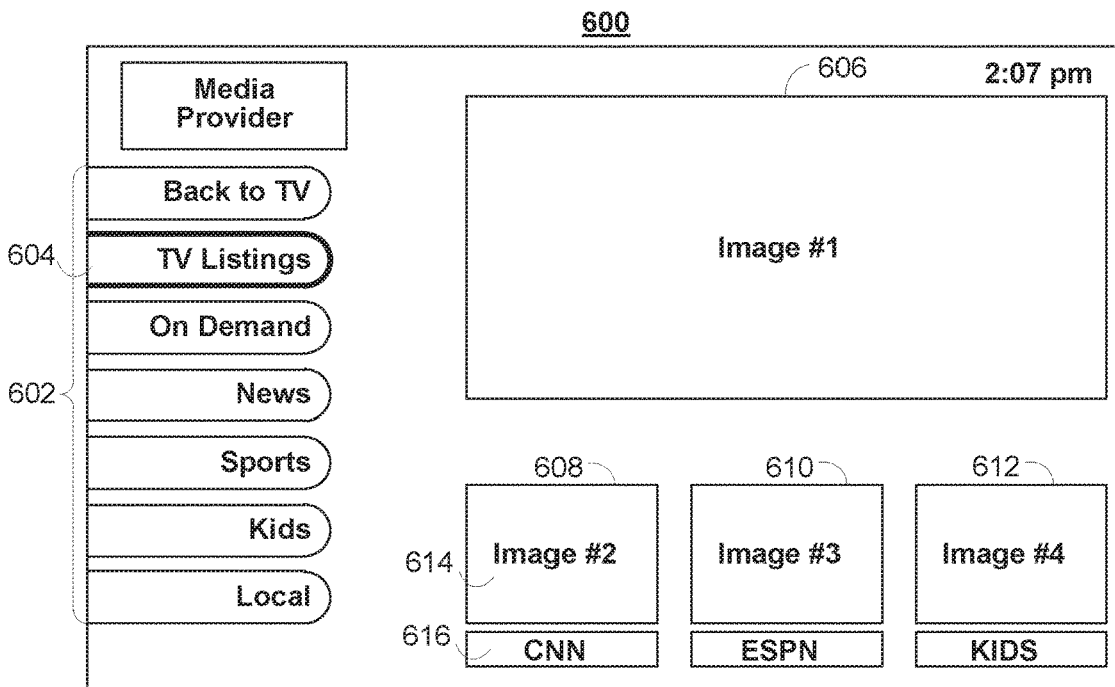 600
606
2:07 pm
Media
Provider
Back to TV
604
TV Listings
Image #1
On Demand
602
News
Sports
608
610
612
Kids
614
Image #2
Image #3
Image #4
Local
616
CNN
ESPN
KIDS